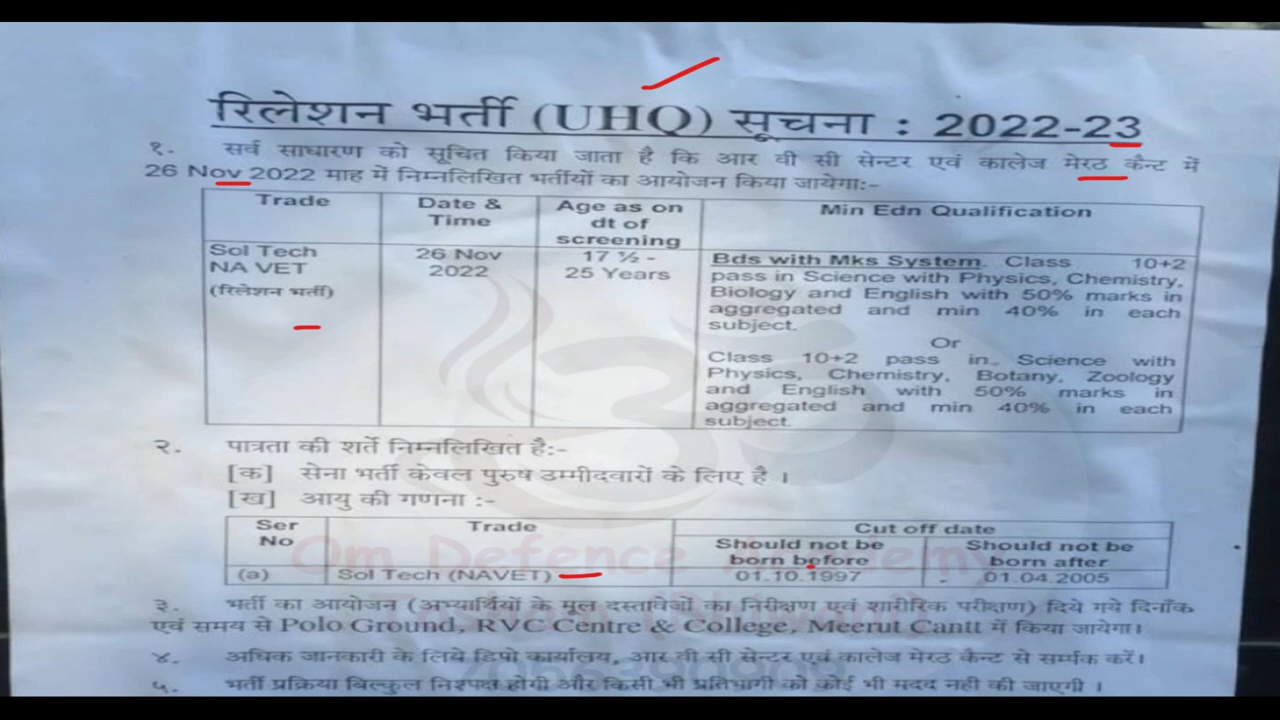 रिलेशन भर्ती (UHQ) सूचना : 2022-23
१. सर्व साधारण को सूचित किया जाता है कि आर वी सी सेन्टर एवं कालेज मेरठ कैन्ट में
26 Nov 2022 माह में निम्नलिखित भर्तीयों का आयोजन किया जायेगाः-
Trade
Date &
Time
Age as on
dt of
screening
Min Edn Qualification
Sol Tech
NA VET
(रिलेशन भर्ती)
26 Nov
2022
17 ½ -
25 Years
Bds with Mks System. Class 10+2
pass in Science with Physics, Chemistry,
Biology and English with 50% marks in
aggregated and min 40% in each
subject.
Or
Class 10+2 pass in Science with
Physics, Chemistry, Botany, Zoology
and English with 50% marks in
aggregated and min 40% in each
subject.
२. पात्रता की शर्ते निम्नलिखित हैः-
[क] सेना भर्ती केवल पुरुष उम्मीदवारों के लिए है ।
[ख] आयु की गणना :-
Ser
No
Trade
Cut off date
Should not be
born before
Should not be
born after
(a)
Sol Tech (NAVET)
01.10.1997
01.04.2005
Om Defence Academy
३. भर्ती का आयोजन (अभ्यार्थियों के मूल दस्तावेजों का निरीक्षण एवं शारीरिक परीक्षण) दिये गये दिनाँक
एवं समय से Polo Ground, RVC Centre & College, Meerut Cantt में किया जायेगा।
४. अधिक जानकारी के लिये डिपो कार्यालय, आर वी सी सेन्टर एवं कालेज मेरठ कैन्ट से सर्म्पक करें।
५. भर्ती प्रक्रिया बिल्कुल निश्पक्ष होगी और किसी भी प्रतिभागी को कोई भी मदद नही की जाएगी ।